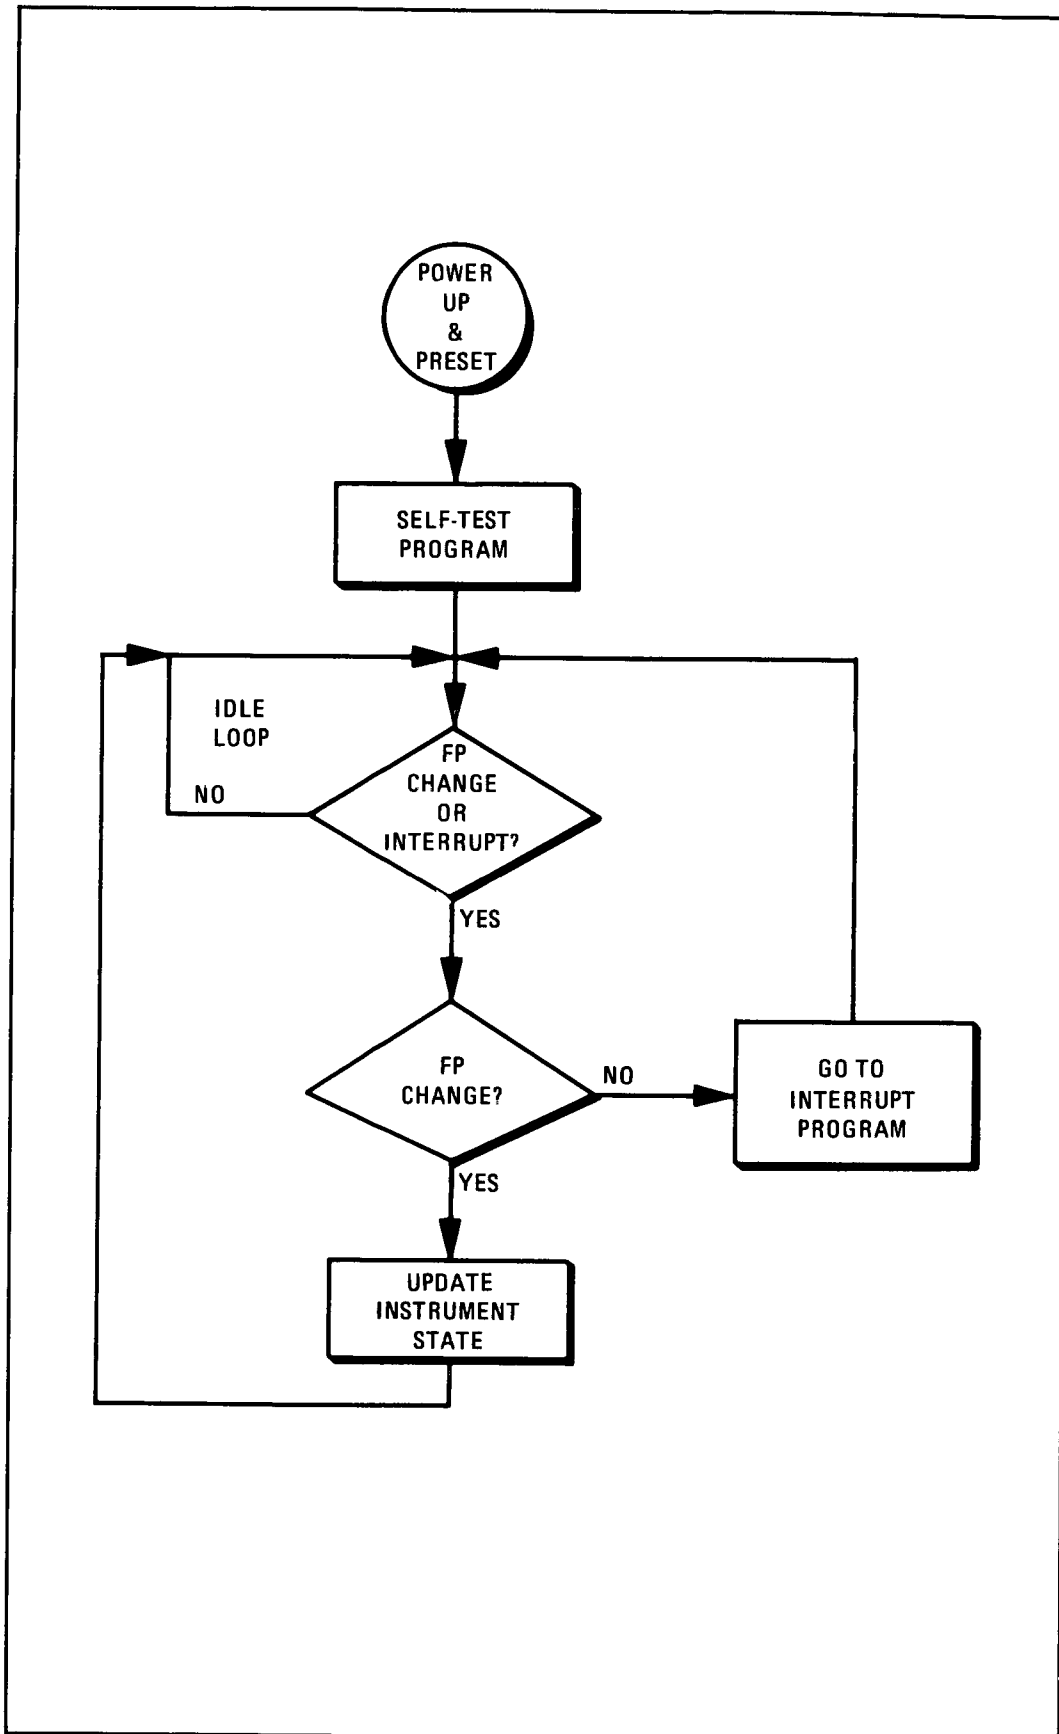 POWER
UP
&
PRESET
SELF-TEST
PROGRAM
IDLE
LOOP
NO
FP
CHANGE
OR
INTERRUPT?
YES
FP
CHANGE?
NO
GO TO
INTERRUPT
PROGRAM
YES
UPDATE
INSTRUMENT
STATE